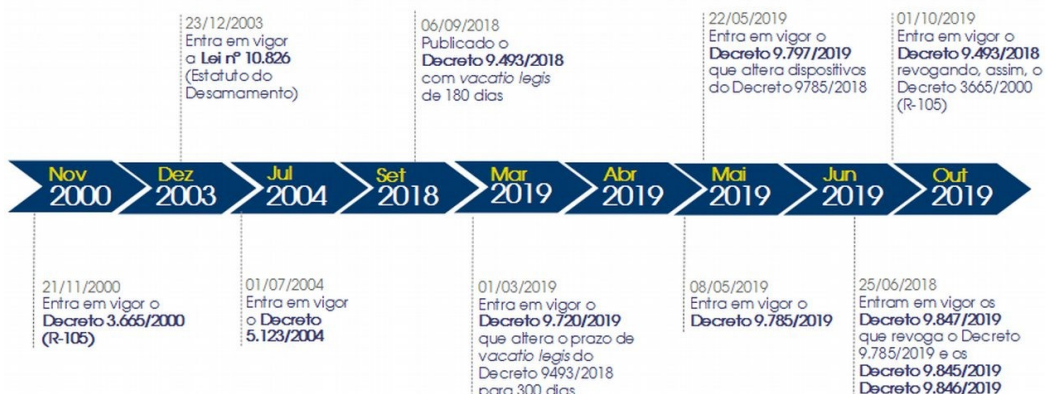 23/12/2003
Entra em vigor
a Lei nº 10.826
(Estatuto do
Desamamento)
06/09/2018
Publicado o
Decreto 9.493/2018
com vacatio legis
de 180 dias
22/05/2019
Entra em vigor o
Decreto 9.797/2019
que altera dispositivos
do Decreto 9785/2018
01/10/2019
Entra em vigor o
Decreto 9.493/2018
revogando, assim, o
Decreto 3665/2000
(R-105)
Nov
2000
Dez
2003
Jul
2004
Set
2018
Mar
2019
Abr
2019
Mai
2019
Jun
2019
Out
2019
21/11/2000
Entra em vigor o
Decreto 3.665/2000
(R-105)
01/07/2004
Entra em vigor
o Decreto
5.123/2004
01/03/2019
Entra em vigor o
Decreto 9.720/2019
que altera o prazo de
vacatio legis do
Decreto 9493/2018
para 300 dias
08/05/2019
Entra em vigor o
Decreto 9.785/2019
25/06/2018
Entram em vigor os
Decreto 9.847/2019
que revoga o Decreto
9.785/2019 e os
Decreto 9.845/2019
Decreto 9.846/2019